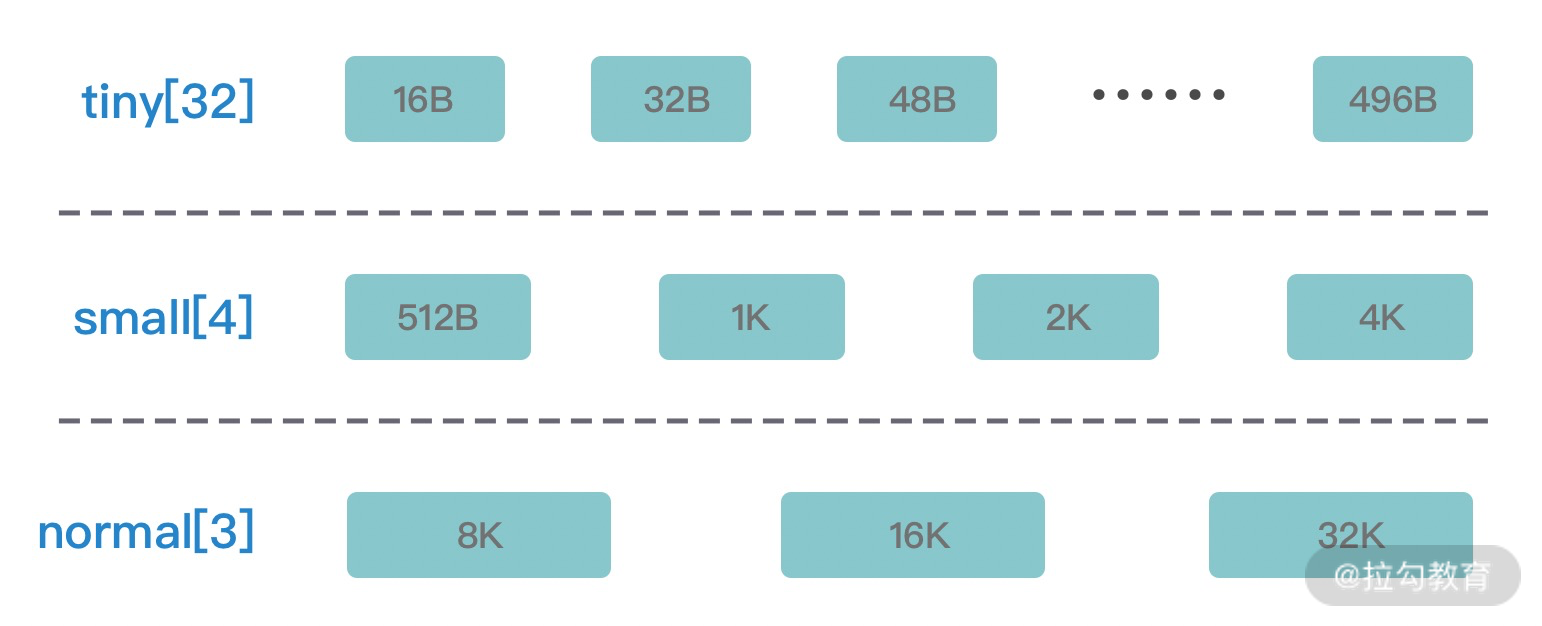 tiny[32] 16B 32B 48B ...... 496B
small[4] 512B 1K 2K 4K
normal[3] 8K 16K 32K
@拉勾教育